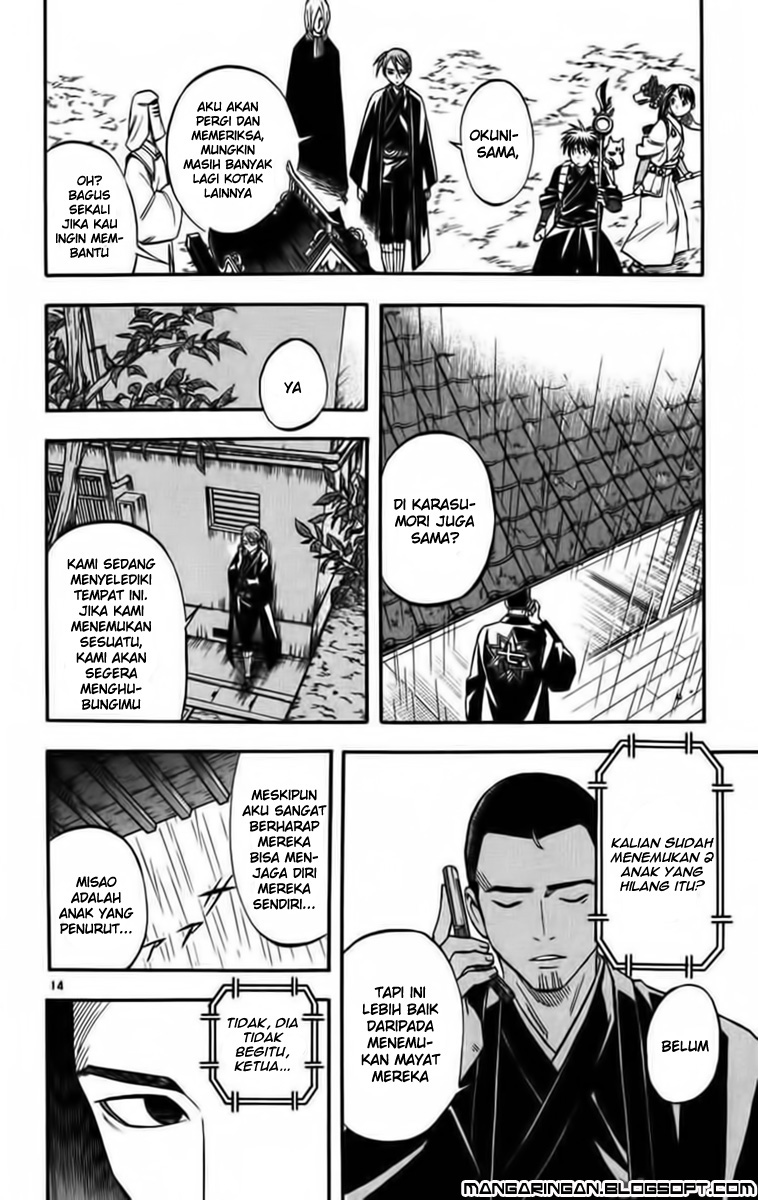 OKUNI-
SAMA,
AKU AKAN
PERGI DAN
MEMERIKSA,
MUNGKIN
MASIH BANYAK
LAGI KOTAK
LAINNYA
OH?
BAGUS
SEKALI
JIKA KAU
INGIN MEM-
BANTU
DI KARASU-
MORI JUGA
SAMA?
YA
KAMI SEDANG
MENYELEDIKI
TEMPAT INI.
JIKA KAMI
MENEMUKAN
SESUATU,
KAMI AKAN
SEGERA
MENGHU-
BUNGIMU
KALIAN SUDAH
MENEMUKAN 2
ANAK YANG
HILANG ITU?
BELUM
TAPI INI
LEBIH BAIK
DARIPADA
MENEMU-
KAN MAYAT
MEREKA
MESKIPUN
AKU SANGAT
BERHARAP
MEREKA
BISA MEN-
JAGA DIRI
MEREKA
SENDIRI...
MISAO
ADALAH
ANAK YANG
PENURUT...
14
TIDAK, DIA
TIDAK
BEGITU,
KETUA...
MANGARINGAN.BLOGSOPT.COM